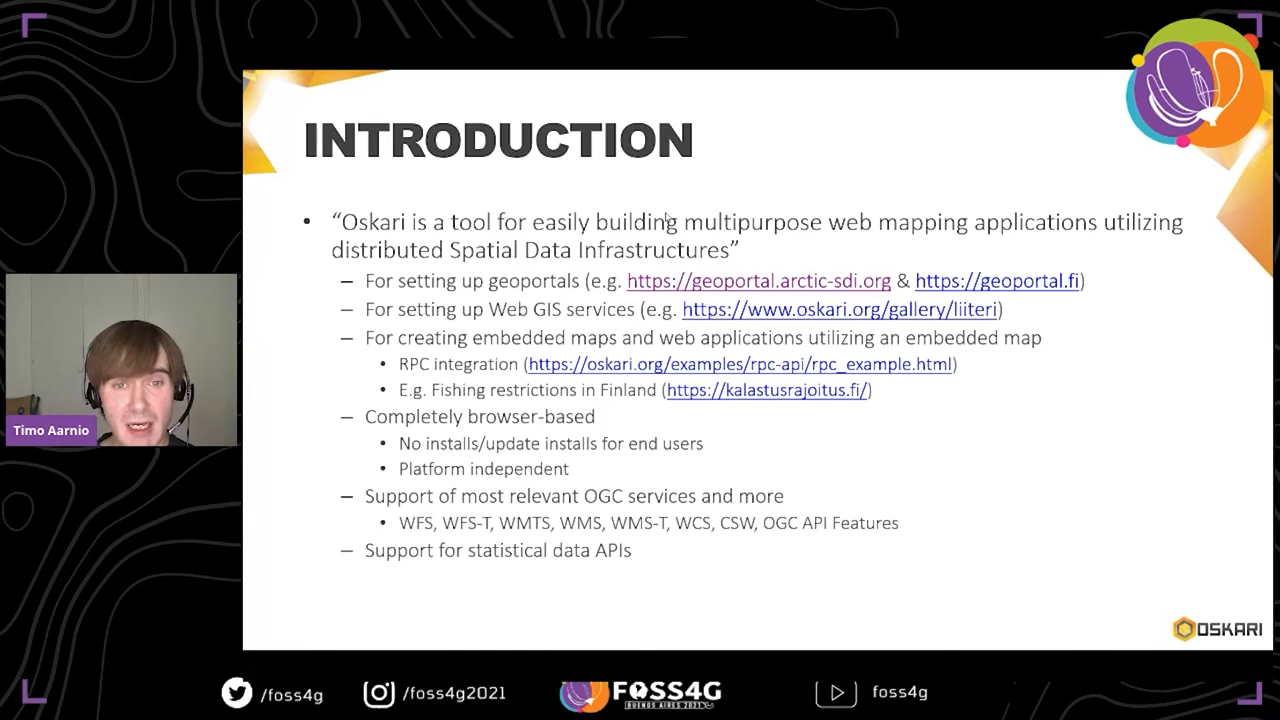 INTRODUCTION
• “Oskari is a tool for easily building multipurpose web mapping applications utilizing
distributed Spatial Data Infrastructures”
– For setting up geoportals (e.g. https://geoportal.arctic-sdi.org & https://geoportal.fi)
– For setting up Web GIS services (e.g. https://www.oskari.org/gallery/liiteri)
– For creating embedded maps and web applications utilizing an embedded map
• RPC integration (https://oskari.org/examples/rpc-api/rpc_example.html)
• E.g. Fishing restrictions in Finland (https://kalastusrajoitus.fi/)
– Completely browser-based
• No installs/update installs for end users
• Platform independent
– Support of most relevant OGC services and more
• WFS, WFS-T, WMTS, WMS, WMS-T, WCS, CSW, OGC API Features
– Support for statistical data APIs
Timo Aarnio
OSKARI
/foss4g
/foss4g2021
FOSS4G
BUENOS AIRES 2021
foss4g